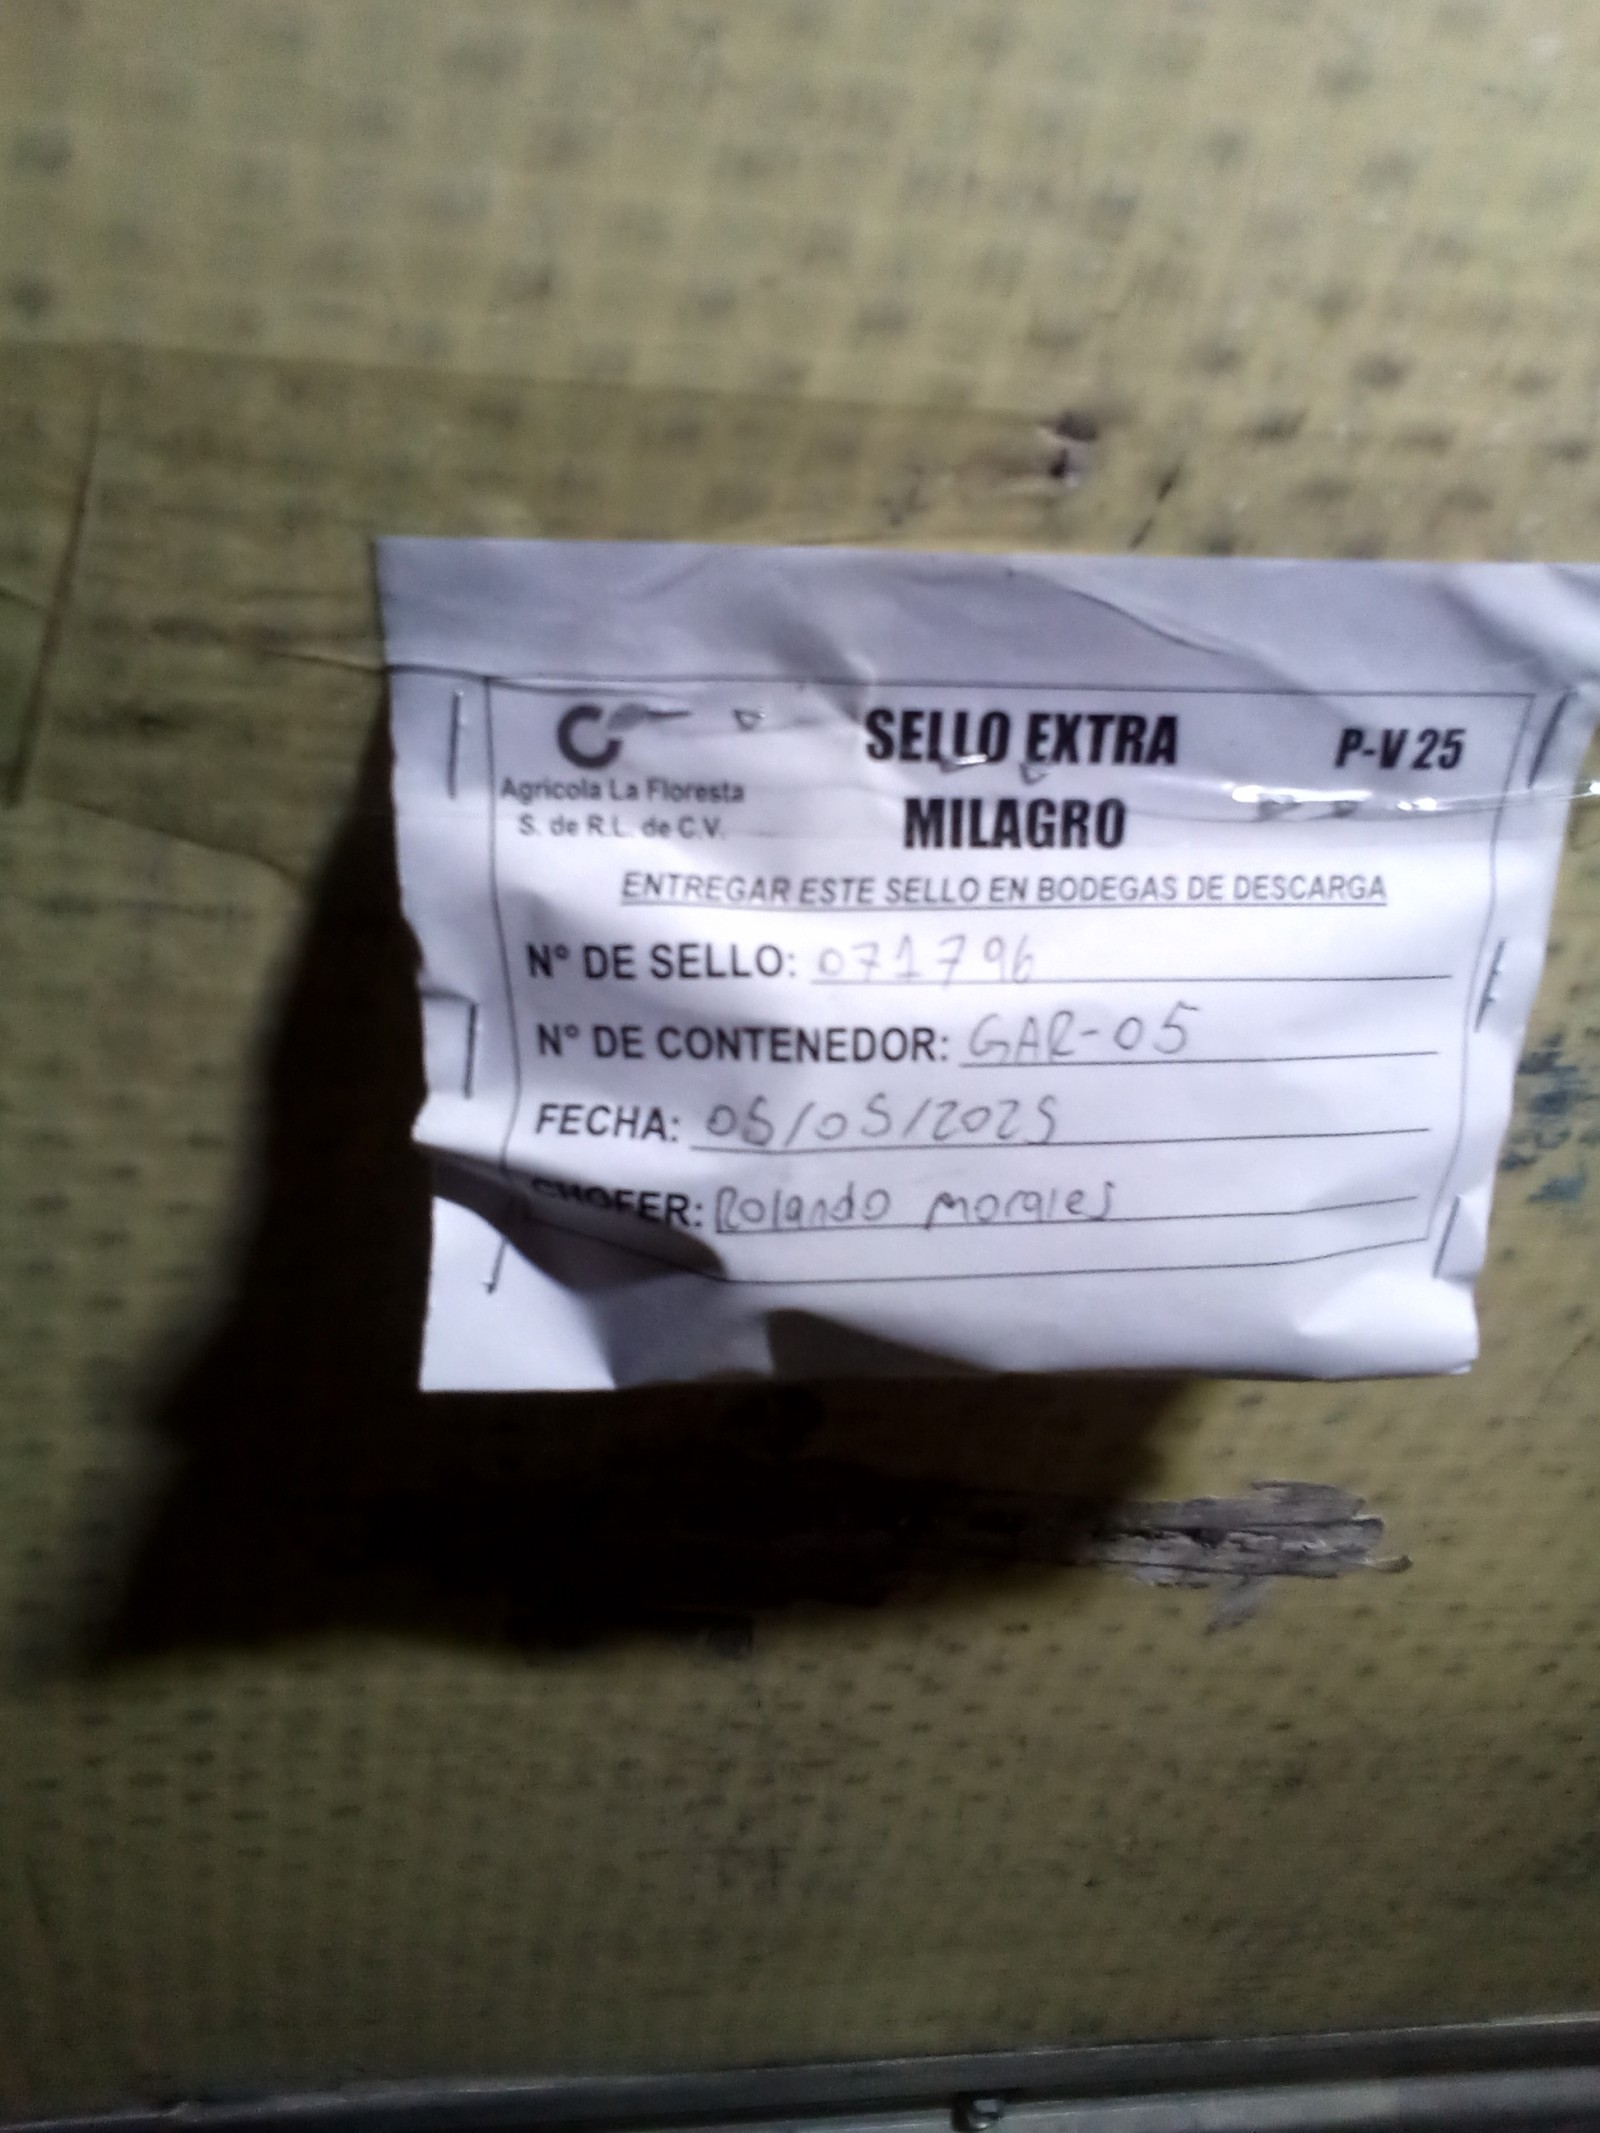 SELLO EXTRA P-V 25
Agricola La Floresta
MILAGRO
S. de R.L. de C.V.
ENTREGAR ESTE SELLO EN BODEGAS DE DESCARGA
N° DE SELLO: 071796
N° DE CONTENEDOR: GAR-05
FECHA: 05/05/2025
CHOFER: Rolando Morales